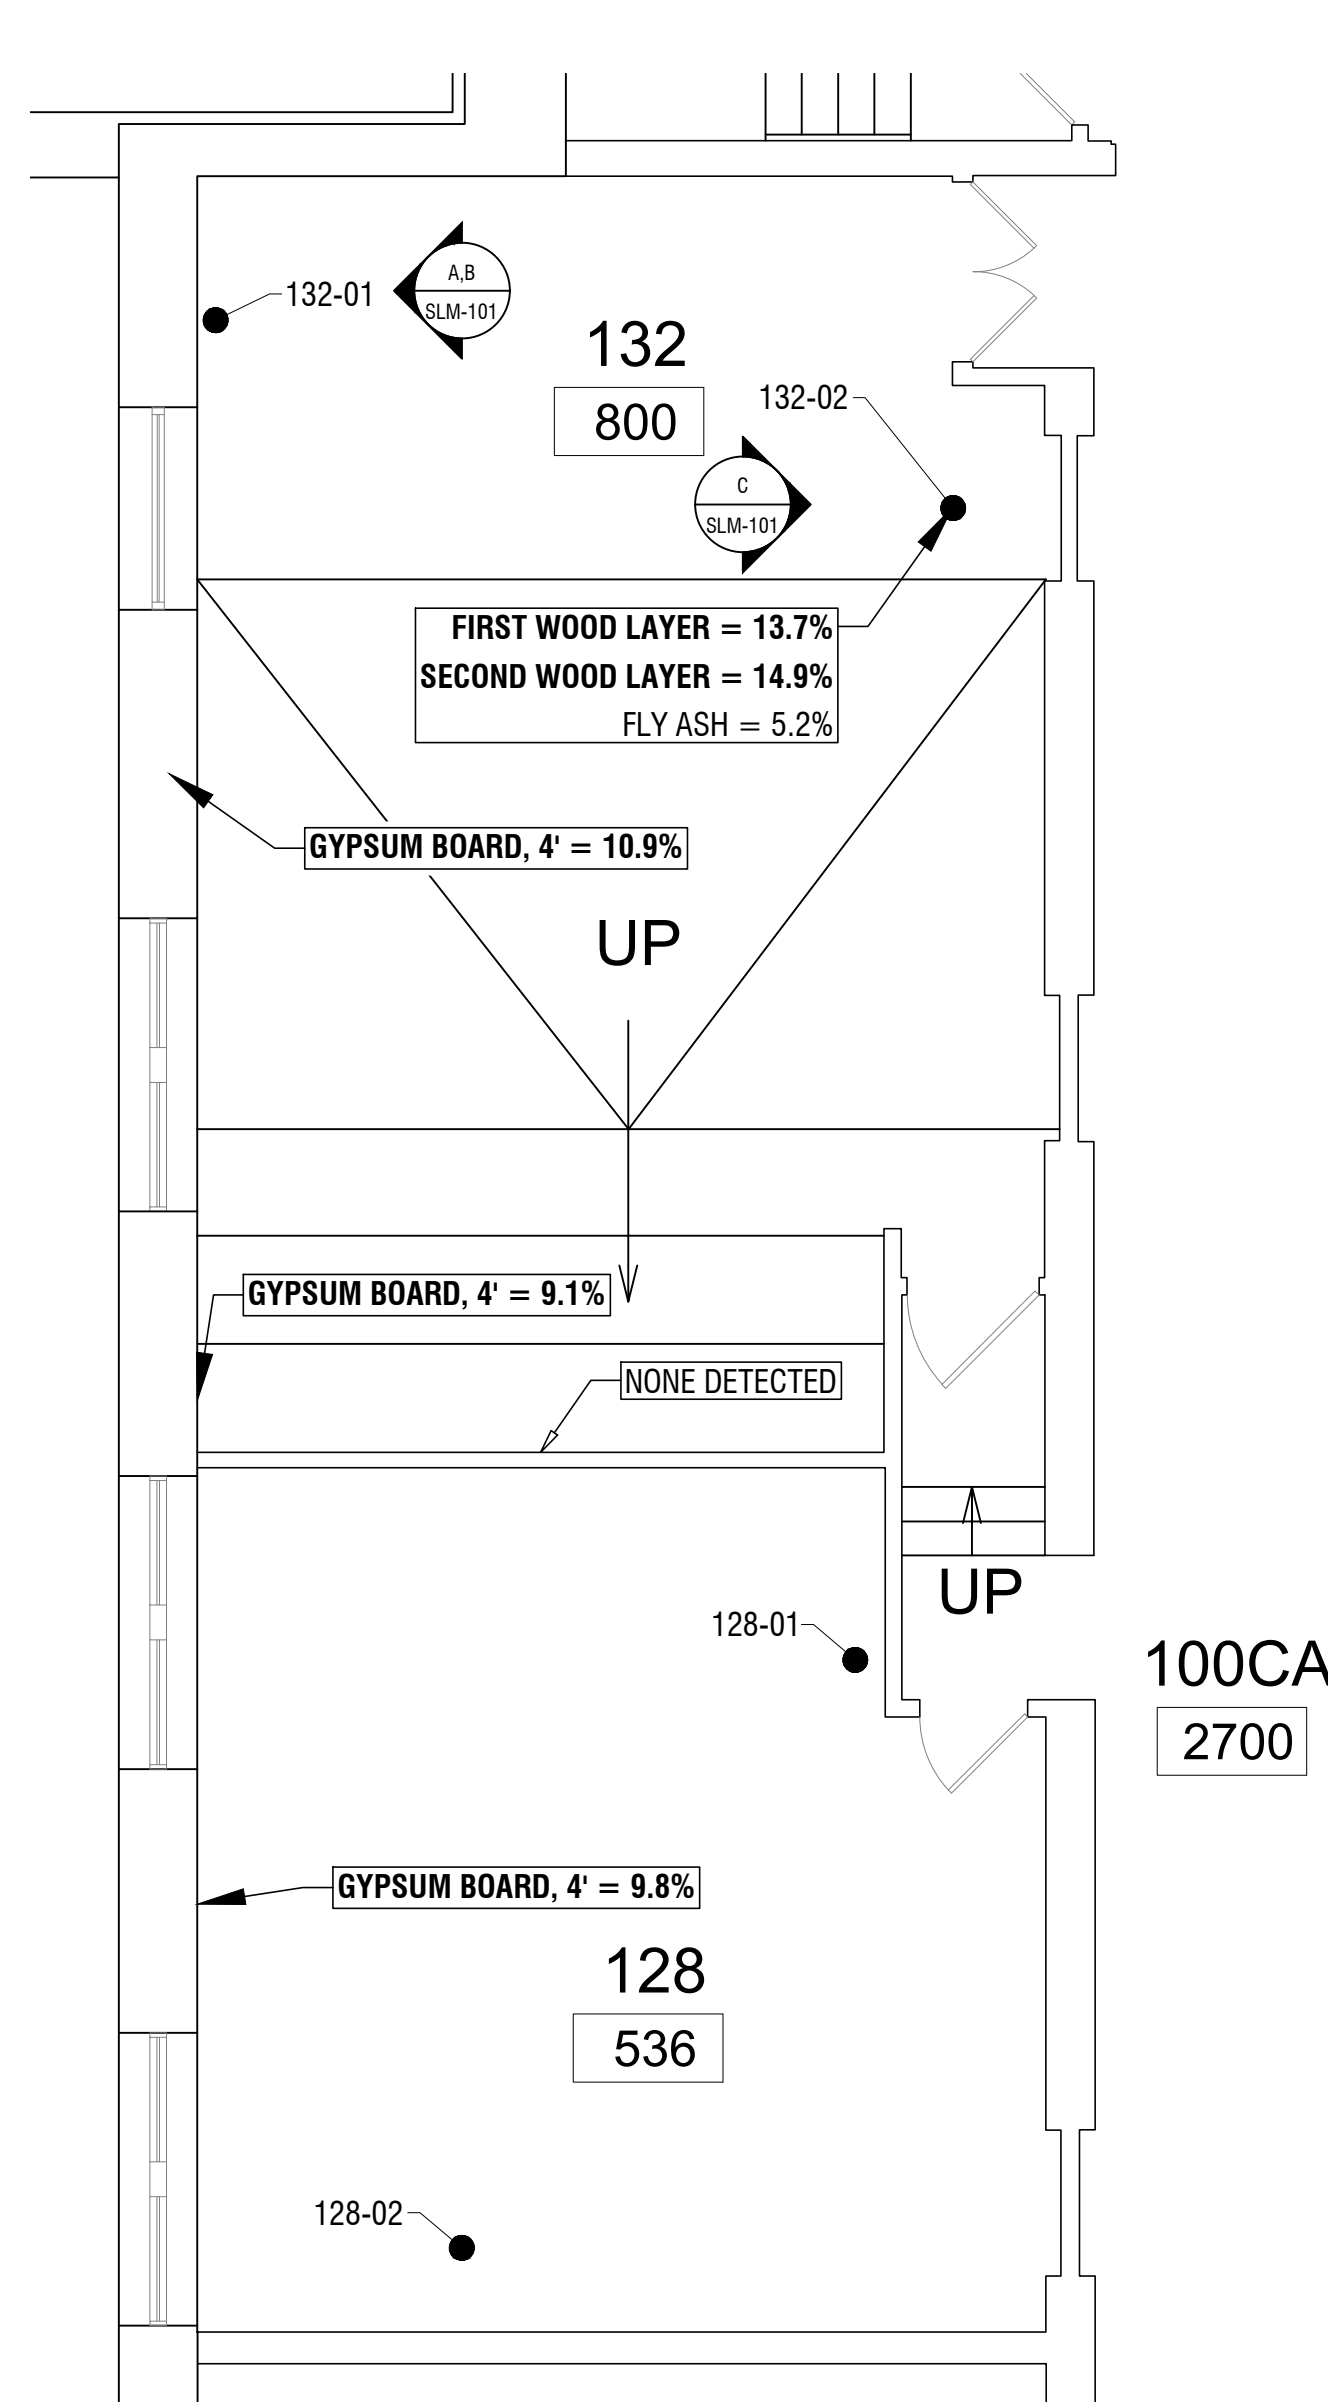 132-01
A,B
SLM-101
132
800
132-02
C
SLM-101
FIRST WOOD LAYER = 13.7%
SECOND WOOD LAYER = 14.9%
FLY ASH = 5.2%
GYPSUM BOARD, 4' = 10.9%
UP
GYPSUM BOARD, 4' = 9.1%
NONE DETECTED
UP
128-01
100CA
2700
GYPSUM BOARD, 4' = 9.8%
128
536
128-02